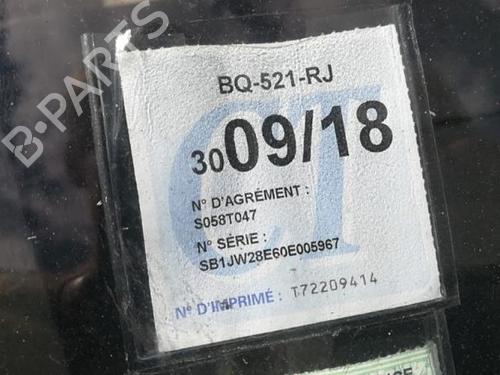 B-PARTS
BQ-521-RJ
30 09/18
N° D'AGRÉMENT :
S058T047
N° SÉRIE :
SB1JW28E60E005967
N° D'IMPRIMÉ : T72209414
CT